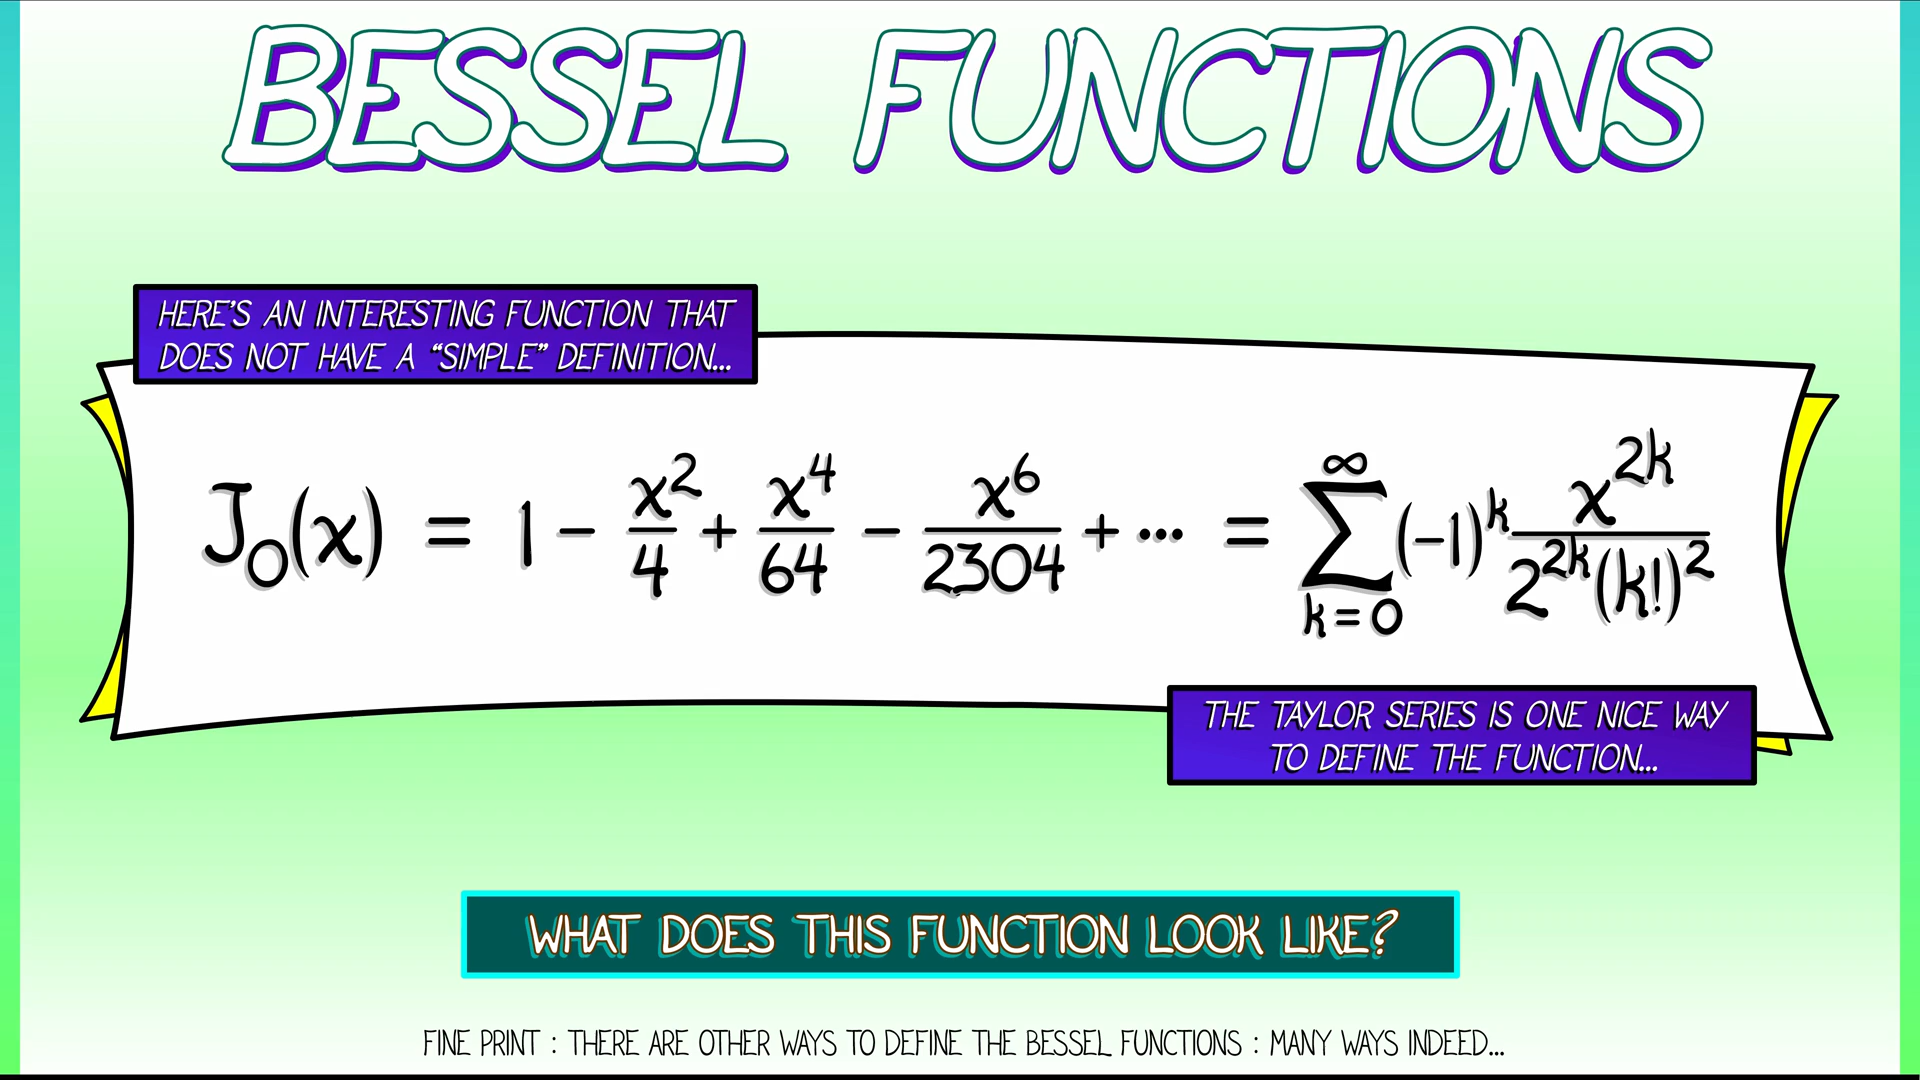 BESSEL FUNCTIONS
HERE'S AN INTERESTING FUNCTION THAT
DOES NOT HAVE A “SIMPLE” DEFINITION...
J₀(x) = 1 − x²/4 + x⁴/64 − x⁶/2304 + ··· = ∑_{k=0}^{∞} (−1)^k x^{2k}/(2^{2k}(k!)²)
THE TAYLOR SERIES IS ONE NICE WAY
TO DEFINE THE FUNCTION...
WHAT DOES THIS FUNCTION LOOK LIKE?
FINE PRINT : THERE ARE OTHER WAYS TO DEFINE THE BESSEL FUNCTIONS : MANY WAYS INDEED...